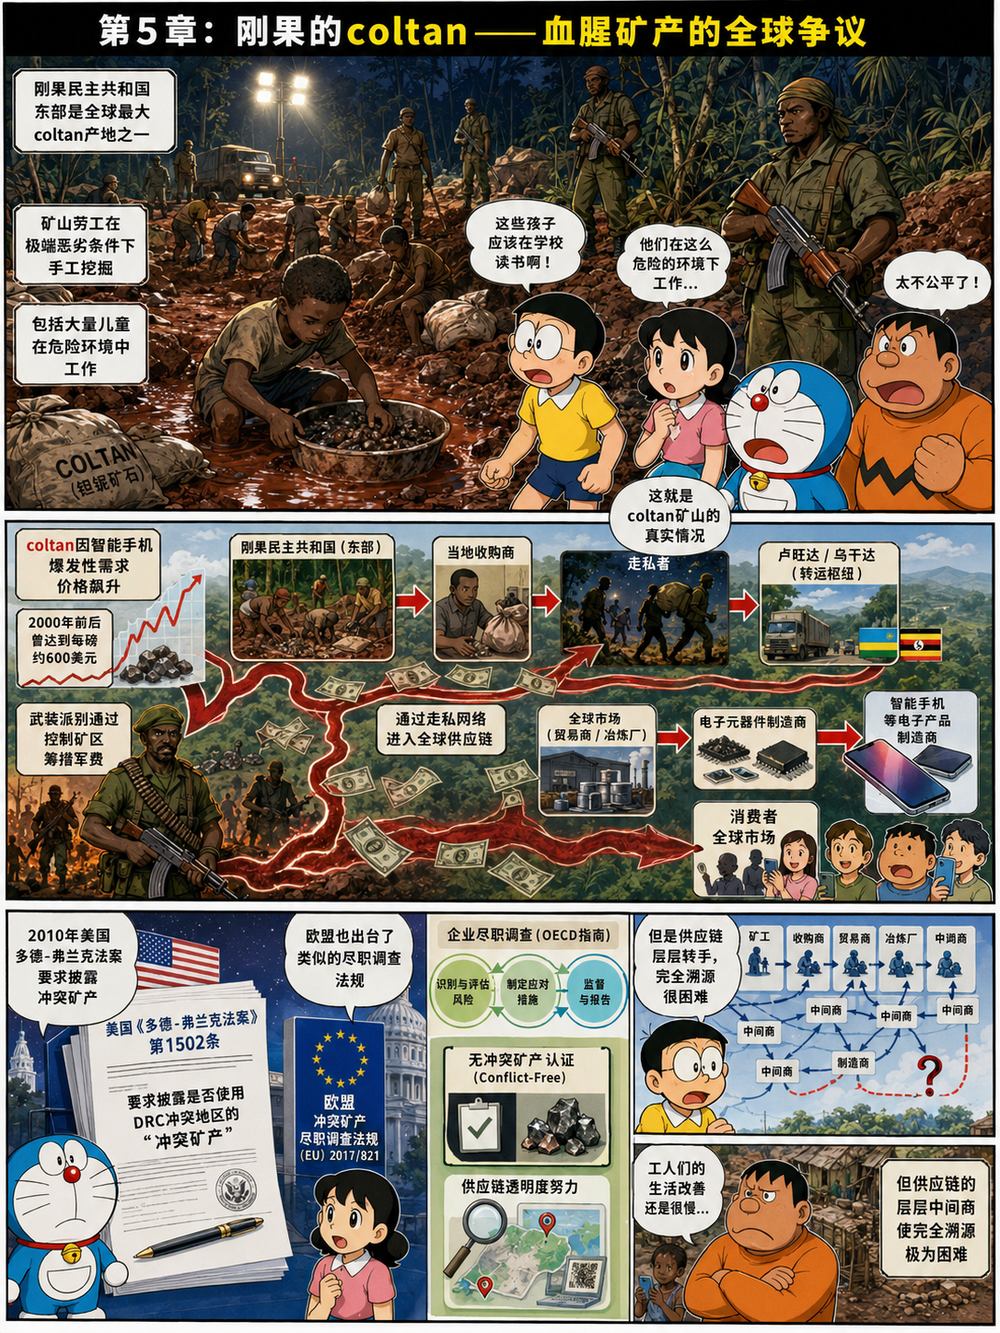 第5章：刚果的coltan——血腥矿产的全球争议
刚果民主共和国
东部是全球最大
coltan产地之一
矿山劳工在
极端恶劣条件下
手工挖掘
包括大量儿童
在危险环境中
工作
这些孩子
应该在学校
读书啊！
他们在这么
危险的环境下
工作...
太不公平了！
COLTAN
(钽铌矿石)
这就是
coltan矿山的
真实情况
coltan因智能手机
爆发性需求
价格飙升
2000年前后
曾达到每磅
约600美元
刚果民主共和国（东部）
当地收购商
走私者
卢旺达 / 乌干达
（转运枢纽）
武装派别通过
控制矿区
筹措军费
通过走私网络
进入全球供应链
全球市场
（贸易商 / 冶炼厂）
电子元器件制造商
智能手机
等电子产品
制造商
消费者
全球市场
2010年美国
多德-弗兰克法案
要求披露
冲突矿产
美国《多德-弗兰克法案》
第1502条
要求披露是否使用
DRC冲突地区的
“冲突矿产”
欧盟也出台了
类似的尽职调查
法规
欧盟
冲突矿产
尽职调查法规
(EU) 2017/821
企业尽职调查 (OECD指南)
识别与评估
风险
制定应对
措施
监督
与报告
无冲突矿产认证
(Conflict-Free)
供应链透明度努力
但是供应链
层层转手，
完全溯源
很困难
矿工
收购商
贸易商
冶炼厂
中间商
中间商
中间商
中间商
中间商
制造商
中间商
?
工人们的
生活改善
还是很慢...
但供应链的
层层中间商
使完全溯源
极为困难